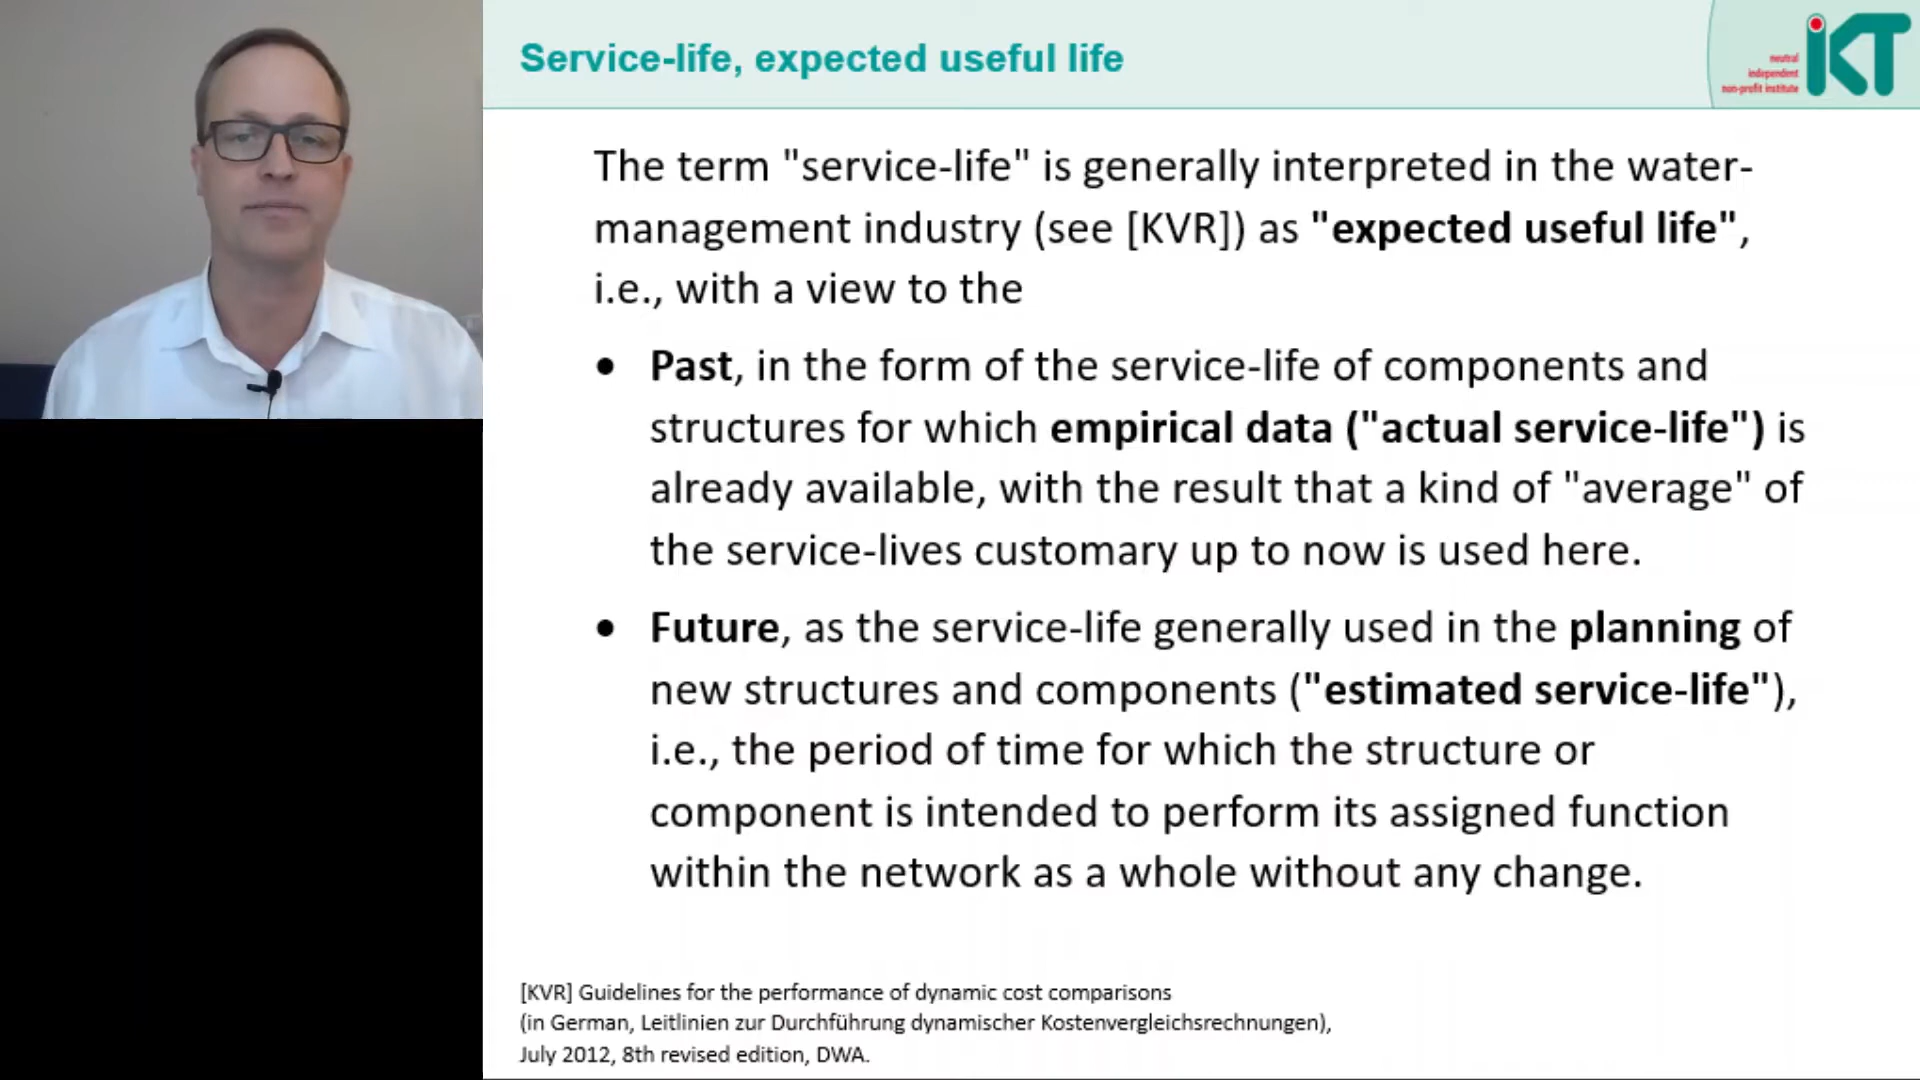 Service-life, expected useful life
neutral
independent
non-profit institute
iKT
The term "service-life" is generally interpreted in the water-
management industry (see [KVR]) as "expected useful life",
i.e., with a view to the
• Past, in the form of the service-life of components and
structures for which empirical data ("actual service-life") is
already available, with the result that a kind of "average" of
the service-lives customary up to now is used here.
• Future, as the service-life generally used in the planning of
new structures and components ("estimated service-life"),
i.e., the period of time for which the structure or
component is intended to perform its assigned function
within the network as a whole without any change.
[KVR] Guidelines for the performance of dynamic cost comparisons
(in German, Leitlinien zur Durchführung dynamischer Kostenvergleichsrechnungen),
July 2012, 8th revised edition, DWA.